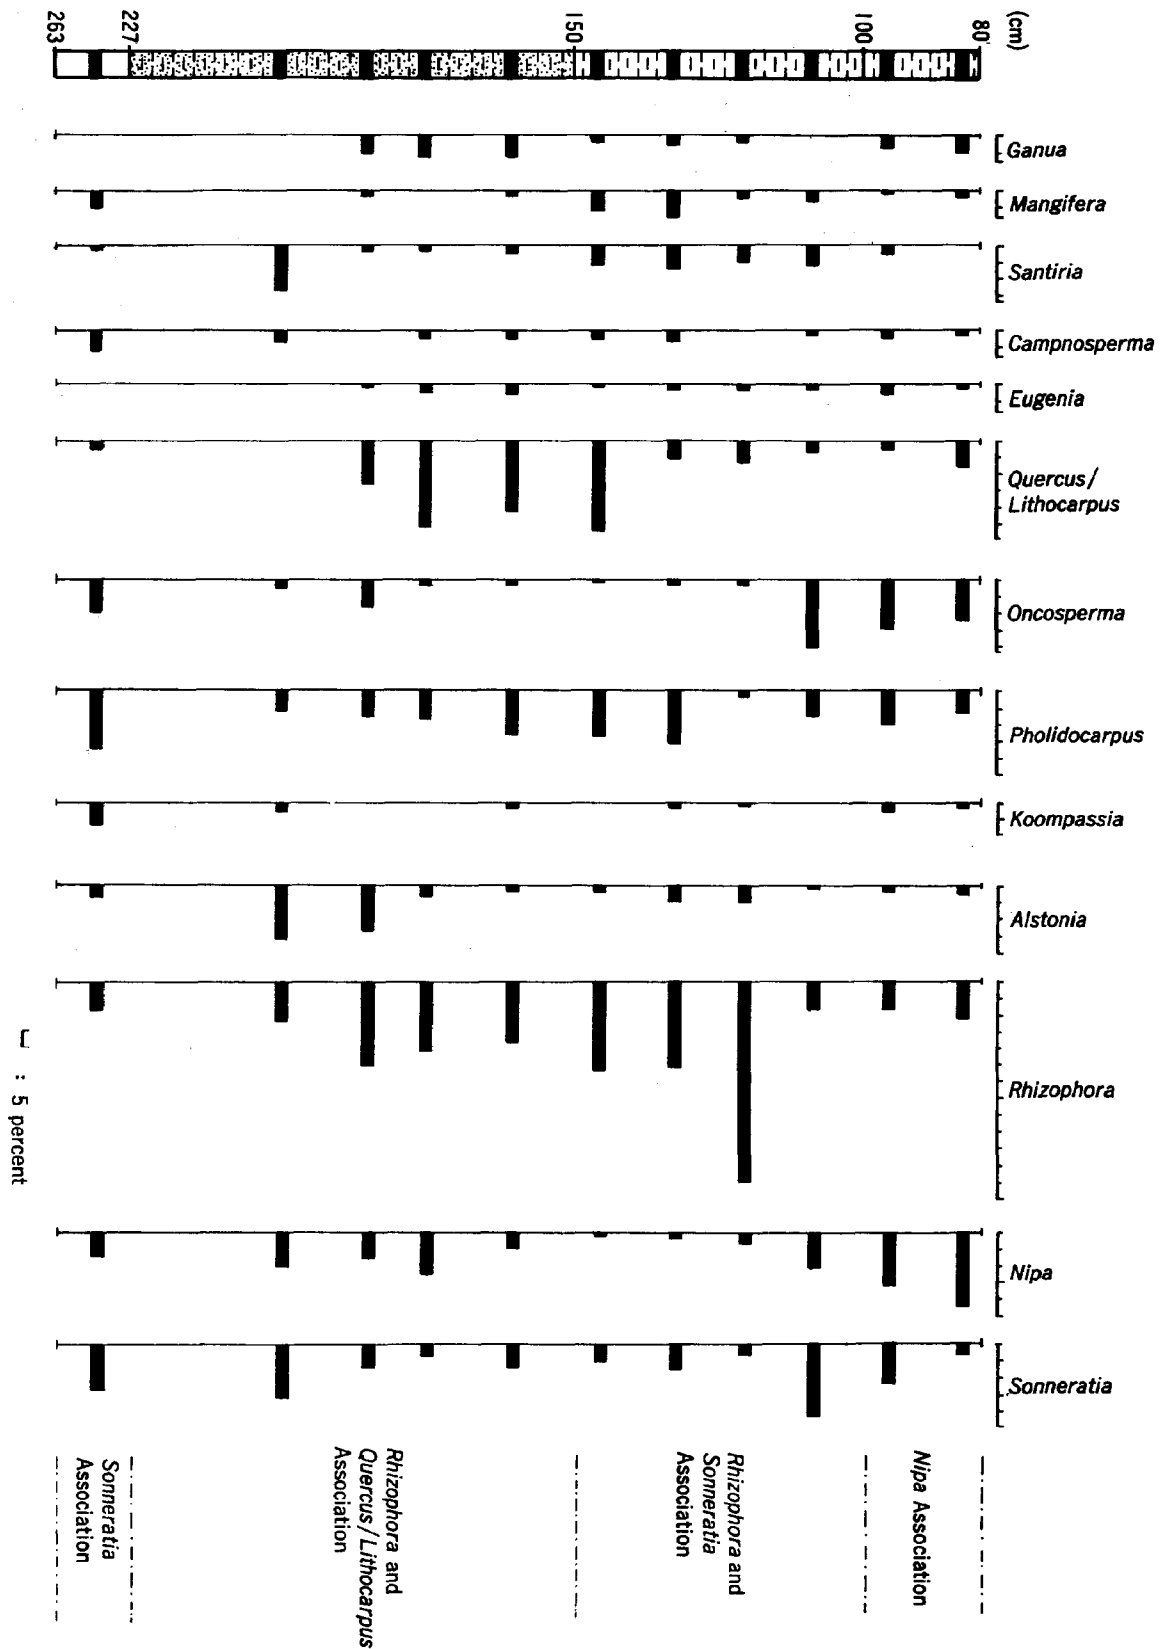 (cm)
80
100
150
227
263
Ganua
Mangifera
Santiria
Campnosperma
Eugenia
Quercus/
Lithocarpus
Oncosperma
Pholidocarpus
Koompassia
Alstonia
Rhizophora
Nipa
Sonneratia
Nipa Association
Rhizophora and
Sonneratia
Association
Rhizophora and
Quercus/Lithocarpus
Association
Sonneratia
Association
: 5 percent